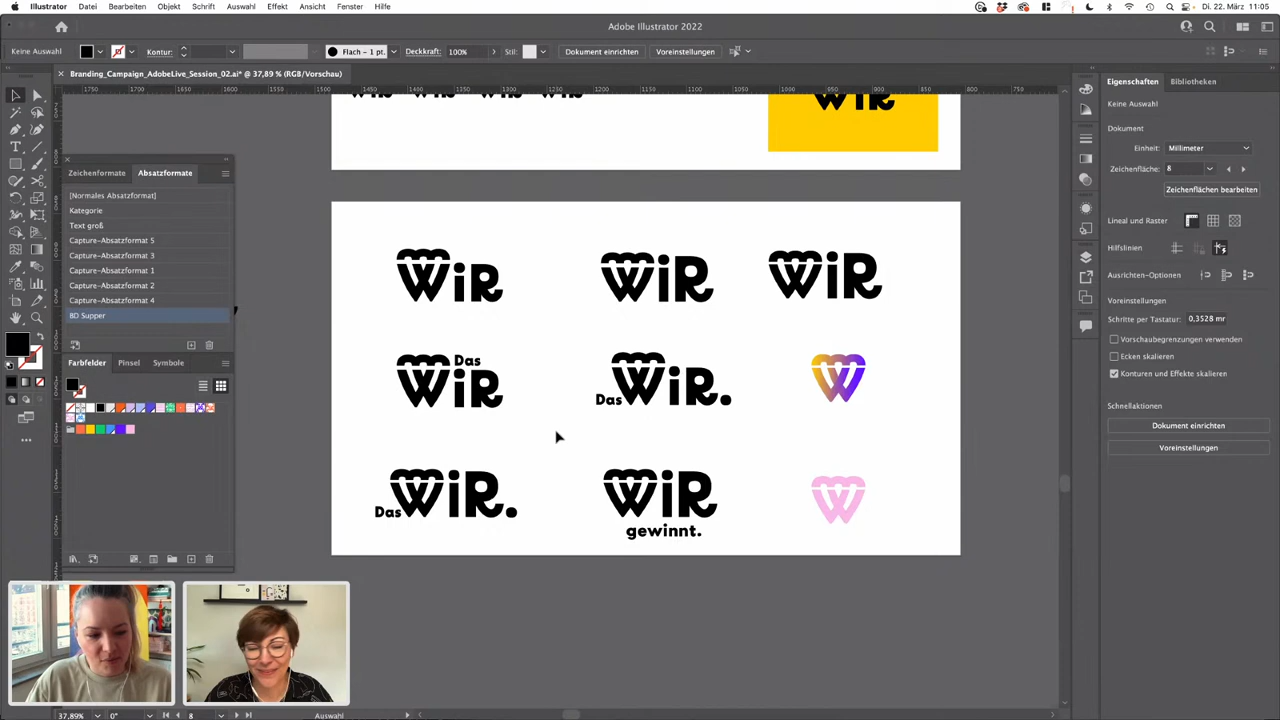 Illustrator Datei Bearbeiten Objekt Schrift Auswahl Effekt Ansicht Fenster Hilfe Di. 22. März 11:05
Adobe Illustrator 2022
Keine Auswahl Kontur: Flach - 1 pt. Deckkraft: 100% Stil: Dokument einrichten Voreinstellungen
Branding_Campaign_AdobeLive_Session_02.ai* @ 37,89 % (RGB/Vorschau)
Zeichenformate Absatzformate
[Normales Absatzformat]
Kategorie
Text groß
Capture-Absatzformat 5
Capture-Absatzformat 3
Capture-Absatzformat 1
Capture-Absatzformat 2
Capture-Absatzformat 4
BD Supper
Farbfelder Pinsel Symbole
WiR
WiR WiR WiR
Das WiR
Das WiR.
W
Das WiR.
WiR gewinnt.
W
Eigenschaften Bibliotheken
Keine Auswahl
Dokument
Einheit: Millimeter
Zeichenfläche: 8
Zeichenflächen bearbeiten
Lineal und Raster
Hilfslinien
Ausrichten-Optionen
Voreinstellungen
Schritte per Tastatur: 0,3528 mr
Vorschaubegrenzungen verwenden
Ecken skalieren
Konturen und Effekte skalieren
Schnellaktionen
Dokument einrichten
Voreinstellungen
37,89% 0° 8 Auswahl